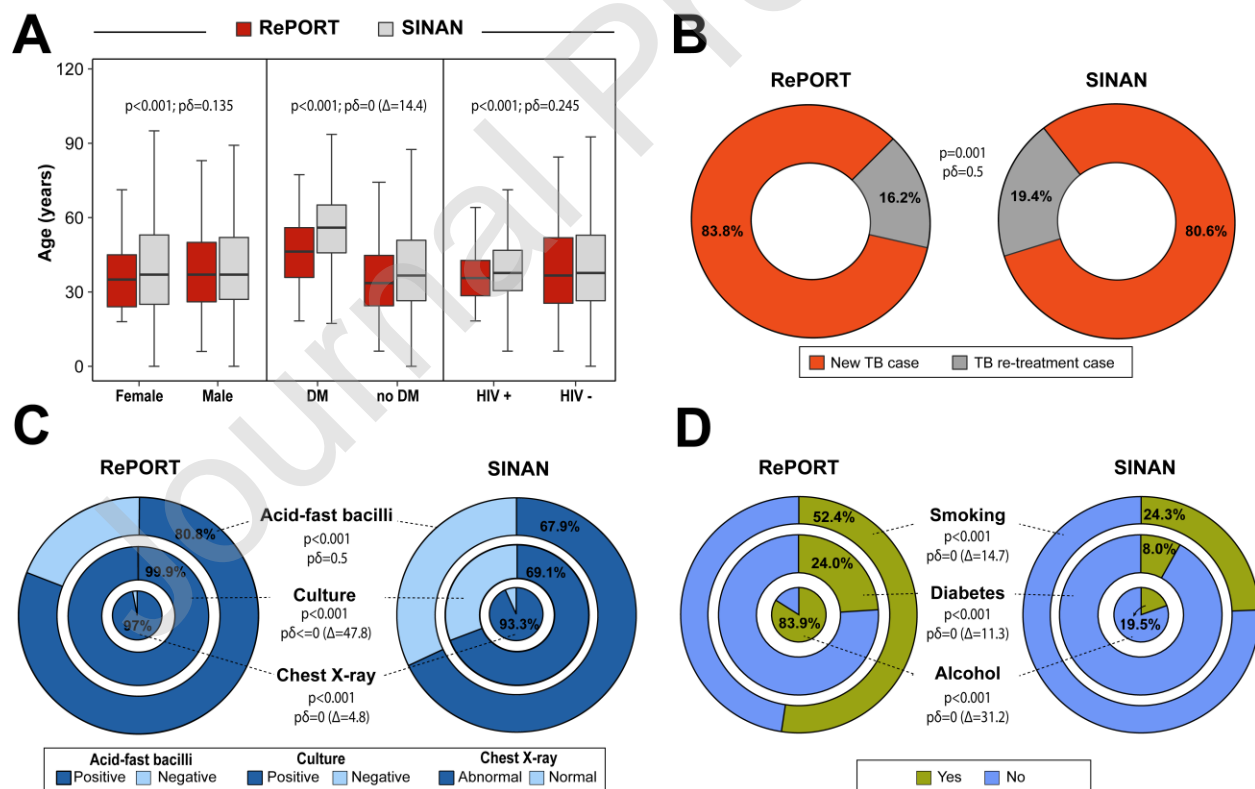 A
RePORT
SINAN
120
90
60
30
0
Age (years)
p<0.001; pδ=0.135
p<0.001; pδ=0 (Δ=14.4)
p<0.001; pδ=0.245
Female
Male
DM
no DM
HIV +
HIV -
B
RePORT
SINAN
p=0.001
pδ=0.5
83.8%
16.2%
19.4%
80.6%
New TB case
TB re-treatment case
C
RePORT
SINAN
80.8%
99.9%
97%
Acid-fast bacilli
p<0.001
pδ=0.5
Culture
p<0.001
pδ<=0 (Δ=47.8)
Chest X-ray
p<0.001
pδ=0 (Δ=4.8)
67.9%
69.1%
93.3%
Acid-fast bacilli
Positive
Negative
Culture
Positive
Negative
Chest X-ray
Abnormal
Normal
D
RePORT
SINAN
52.4%
24.0%
83.9%
Smoking
p<0.001
pδ=0 (Δ=14.7)
Diabetes
p<0.001
pδ=0 (Δ=11.3)
Alcohol
p<0.001
pδ=0 (Δ=31.2)
24.3%
8.0%
19.5%
Yes
No
Journal